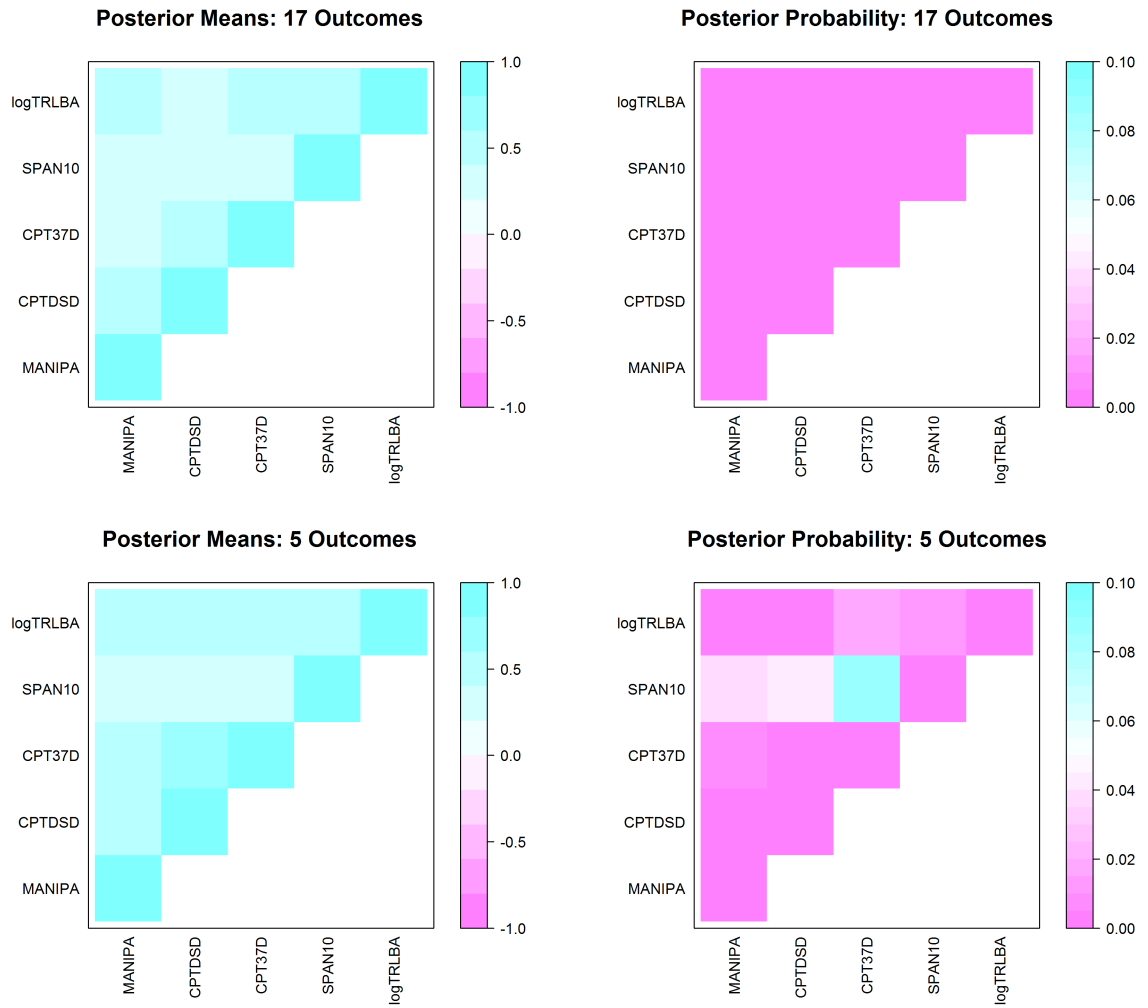 Posterior Means: 17 Outcomes
logTRLBA
SPAN10
CPT37D
CPTDSD
MANIPA
MANIPA
CPTDSD
CPT37D
SPAN10
logTRLBA
1.0
0.5
0.0
-0.5
-1.0
Posterior Probability: 17 Outcomes
logTRLBA
SPAN10
CPT37D
CPTDSD
MANIPA
MANIPA
CPTDSD
CPT37D
SPAN10
logTRLBA
0.10
0.08
0.06
0.04
0.02
0.00
Posterior Means: 5 Outcomes
logTRLBA
SPAN10
CPT37D
CPTDSD
MANIPA
MANIPA
CPTDSD
CPT37D
SPAN10
logTRLBA
1.0
0.5
0.0
-0.5
-1.0
Posterior Probability: 5 Outcomes
logTRLBA
SPAN10
CPT37D
CPTDSD
MANIPA
MANIPA
CPTDSD
CPT37D
SPAN10
logTRLBA
0.10
0.08
0.06
0.04
0.02
0.00